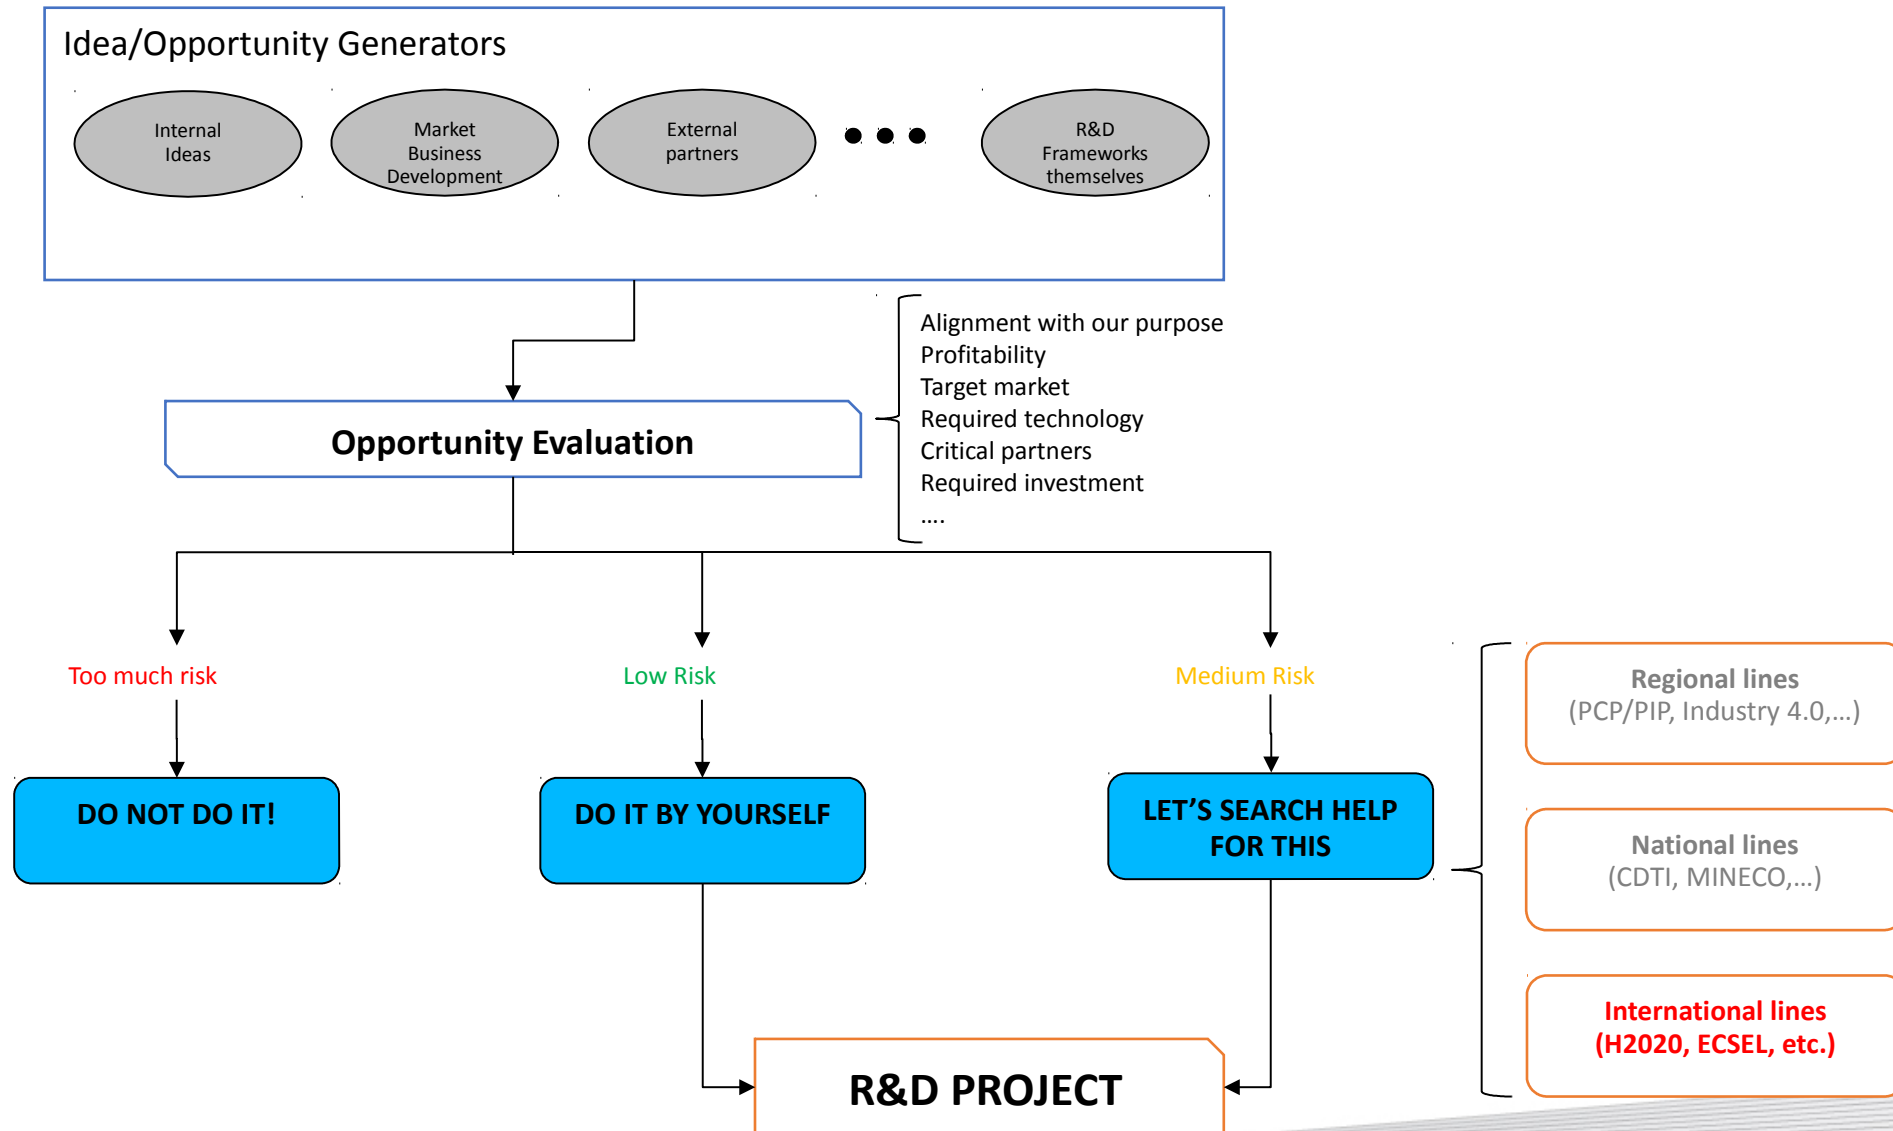 Idea/Opportunity Generators
Internal
Ideas
Market
Business
Development
External
partners
R&D
Frameworks
themselves
Alignment with our purpose
Profitability
Target market
Required technology
Critical partners
Required investment
....
Opportunity Evaluation
Too much risk
Low Risk
Medium Risk
DO NOT DO IT!
DO IT BY YOURSELF
LET'S SEARCH HELP
FOR THIS
Regional lines
(PCP/PIP, Industry 4.0,...)
National lines
(CDTI, MINECO,...)
International lines
(H2020, ECSEL, etc.)
R&D PROJECT